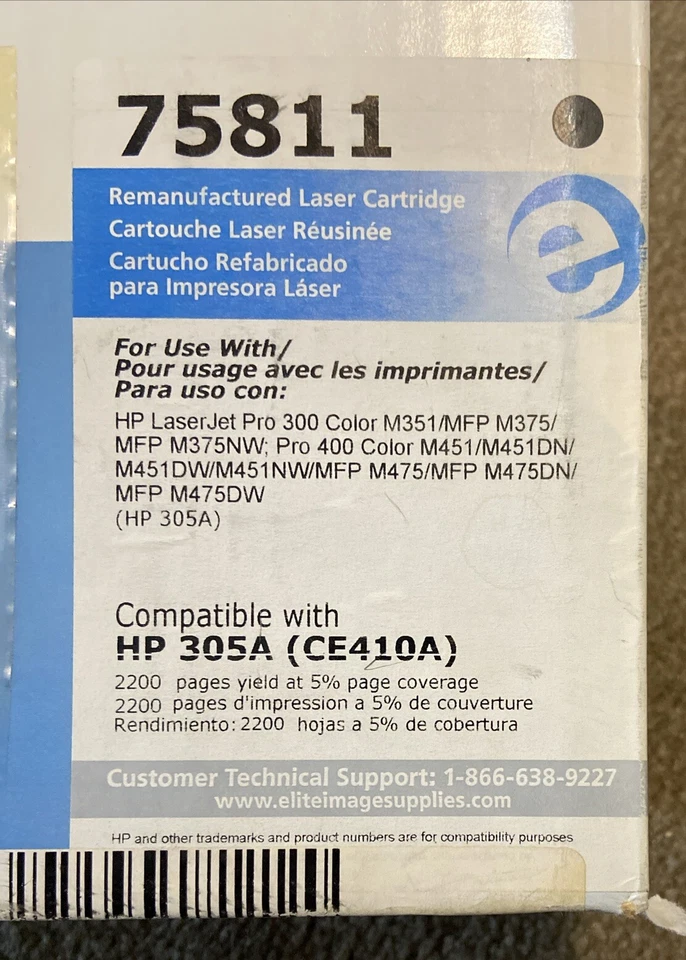 75811
Remanufactured Laser Cartridge
Cartouche Laser Réusinée
Cartucho Refabricado
para Impresora Láser
e
For Use With/
Pour usage avec les imprimantes/
Para uso con:
HP LaserJet Pro 300 Color M351/MFP M375/
MFP M375NW; Pro 400 Color M451/M451DN/
M451DW/M451NW/MFP M475/MFP M475DN/
MFP M475DW
(HP 305A)
Compatible with
HP 305A (CE410A)
2200 pages yield at 5% page coverage
2200 pages d'impression a 5% de couverture
Rendimiento: 2200 hojas a 5% de cobertura
Customer Technical Support: 1-866-638-9227
www.eliteimagesupplies.com
HP and other trademarks and product numbers are for compatibility purposes